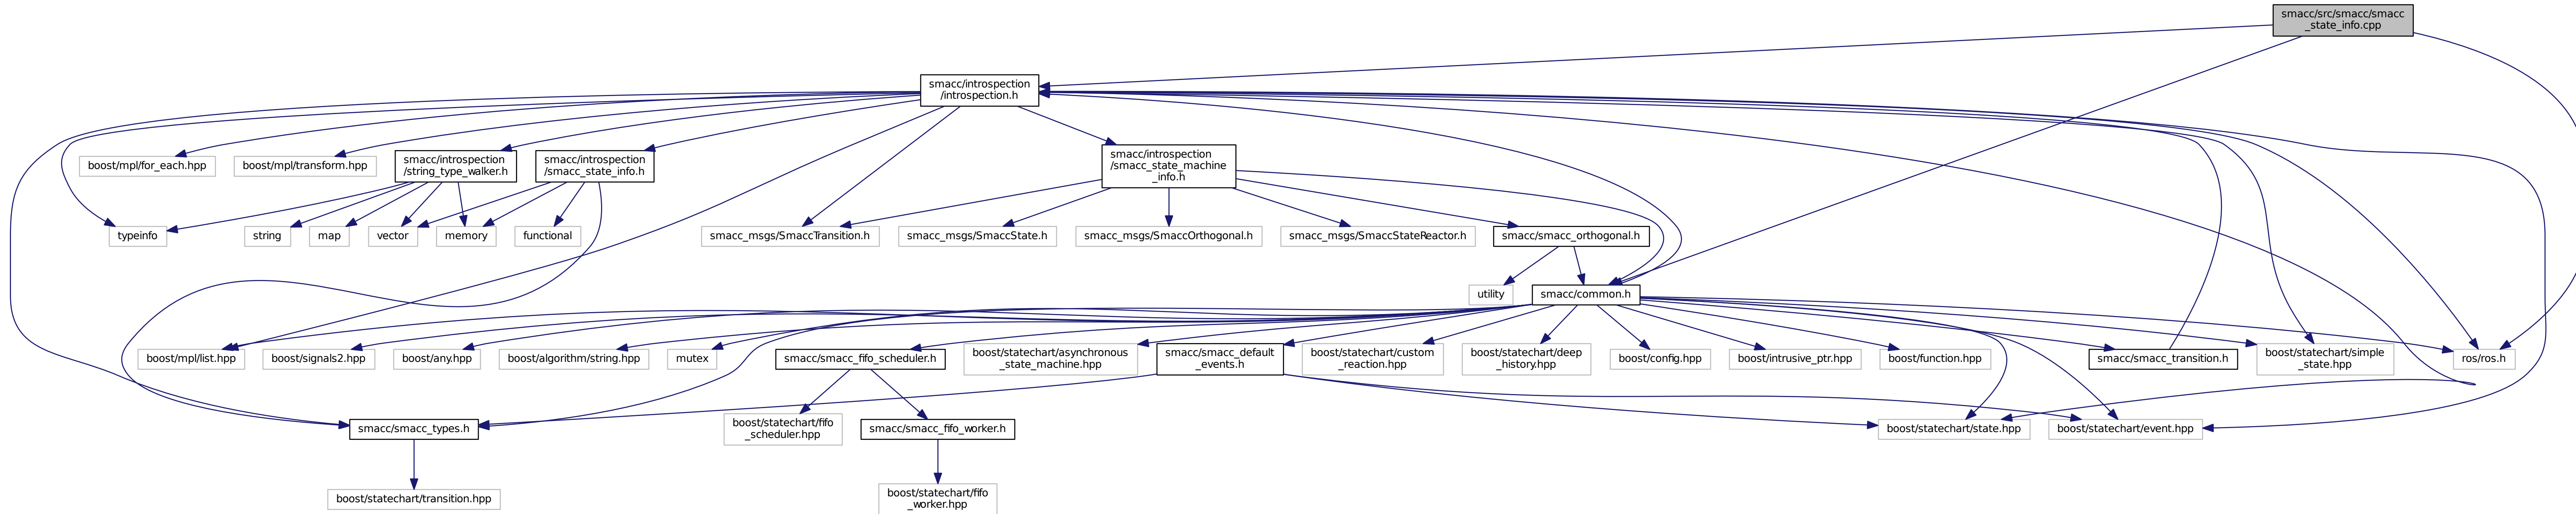 smacc/src/smacc/smacc
_state_info.cpp
smacc/introspection
/introspection.h
boost/mpl/for_each.hpp
boost/mpl/transform.hpp
smacc/introspection
/string_type_walker.h
smacc/introspection
/smacc_state_info.h
smacc/introspection
/smacc_state_machine
_info.h
typeinfo
string
map
vector
memory
functional
smacc_msgs/SmaccTransition.h
smacc_msgs/SmaccState.h
smacc_msgs/SmaccOrthogonal.h
smacc_msgs/SmaccStateReactor.h
smacc/smacc_orthogonal.h
utility
smacc/common.h
boost/mpl/list.hpp
boost/signals2.hpp
boost/any.hpp
boost/algorithm/string.hpp
mutex
smacc/smacc_fifo_scheduler.h
boost/statechart/asynchronous
_state_machine.hpp
smacc/smacc_default
_events.h
boost/statechart/custom
_reaction.hpp
boost/statechart/deep
_history.hpp
boost/config.hpp
boost/intrusive_ptr.hpp
boost/function.hpp
smacc/smacc_transition.h
boost/statechart/simple
_state.hpp
ros/ros.h
smacc/smacc_types.h
boost/statechart/fifo
_scheduler.hpp
smacc/smacc_fifo_worker.h
boost/statechart/state.hpp
boost/statechart/event.hpp
boost/statechart/transition.hpp
boost/statechart/fifo
_worker.hpp